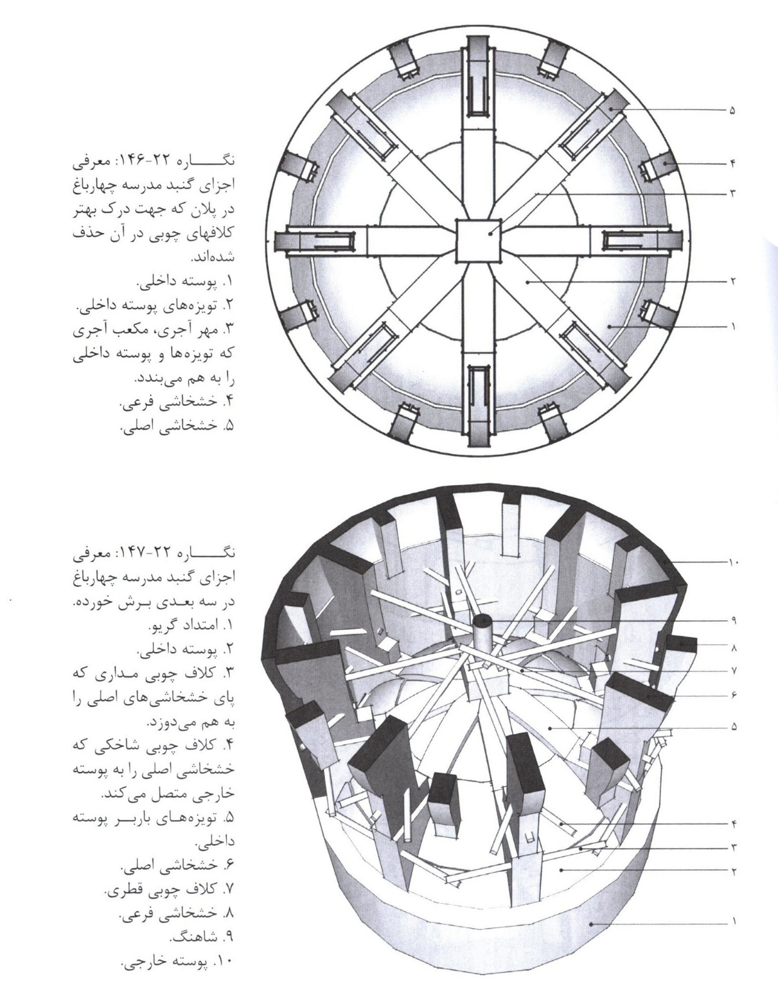 نگاره ۲۲-۱۴۶: معرفی
اجزای گنبد مدرسه چهارباغ
در پلان که جهت درک بهتر
کلافهای چوبی در آن حذف
شده‌اند.
۱. پوسته داخلی.
۲. تویزه‌های پوسته داخلی.
۳. مهر آجری، مکعب آجری
که تویزه‌ها و پوسته داخلی
را به هم می‌بندد.
۴. خشخاشی فرعی.
۵. خشخاشی اصلی.
۵
۴
۳
۲
۱
نگاره ۲۲-۱۴۷: معرفی
اجزای گنبد مدرسه چهارباغ
در سه بعدی برش خورده.
۱. امتداد گریو.
۲. پوسته داخلی.
۳. کلاف چوبی مداری که
پای خشخاشی‌های اصلی را
به هم می‌دوزد.
۴. کلاف چوبی شاخکی که
خشخاشی اصلی را به پوسته
خارجی متصل می‌کند.
۵. تویزه‌های باربر پوسته
داخلی.
۶. خشخاشی اصلی.
۷. کلاف چوبی قطری.
۸. خشخاشی فرعی.
۹. شاهنگ.
۱۰. پوسته خارجی.
۱۰
۹
۸
۷
۶
۵
۴
۳
۲
۱